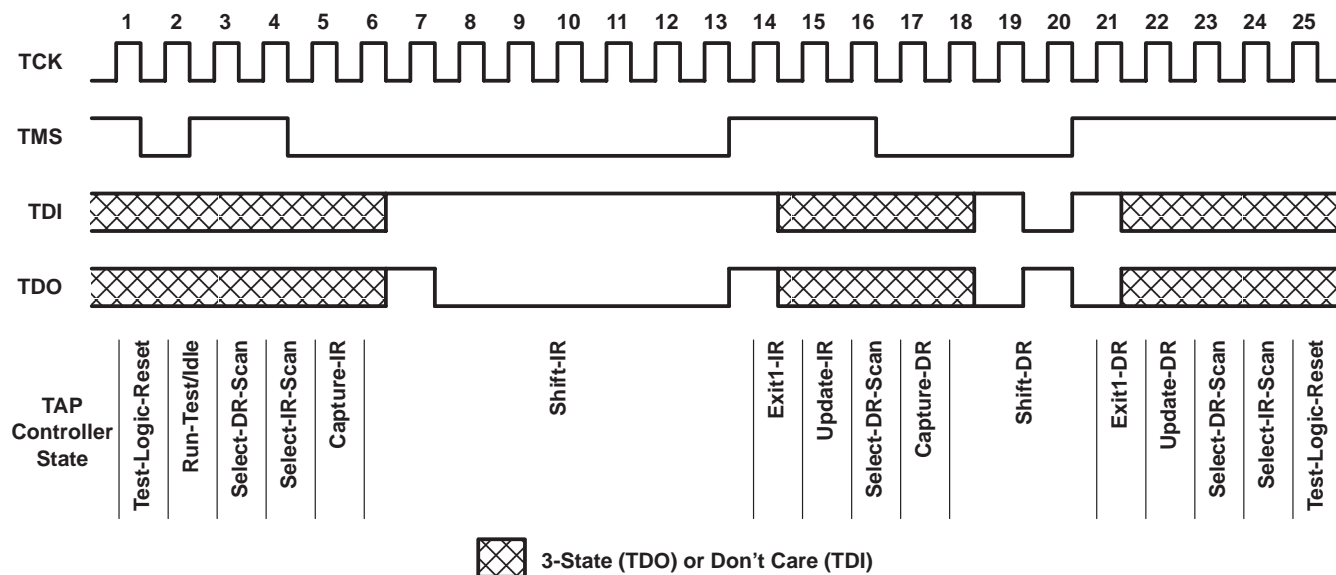 1 2 3 4 5 6 7 8 9 10 11 12 13 14 15 16 17 18 19 20 21 22 23 24 25
TCK
TMS
TDI
TDO
TAP
Controller
State
Test-Logic-Reset
Run-Test/Idle
Select-DR-Scan
Select-IR-Scan
Capture-IR
Shift-IR
Exit1-IR
Update-IR
Select-DR-Scan
Capture-DR
Shift-DR
Exit1-DR
Update-DR
Select-DR-Scan
Select-IR-Scan
Test-Logic-Reset
3-State (TDO) or Don't Care (TDI)